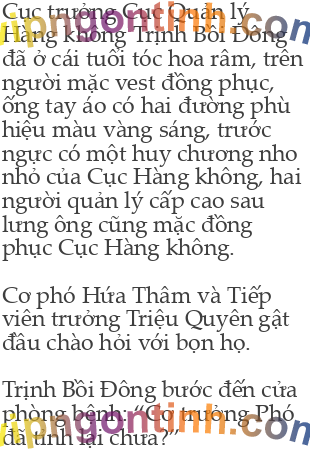 Cục trưởng Cục Quản lý
Hàng không Trịnh Bồi Đông
đã ở cái tuổi tóc hoa râm, trên
người mặc vest đồng phục,
ống tay áo có hai đường phù
hiệu màu vàng sáng, trước
ngực có một huy chương nho
nhỏ của Cục Hàng không, hai
người quản lý cấp cao sau
lưng ông cũng mặc đồng
phục Cục Hàng không.
Cơ phó Hứa Thâm và Tiếp
viên trưởng Triệu Quyên gật
đầu chào hỏi với bọn họ.
Trịnh Bồi Đông bước đến cửa
phòng bệnh: “Cơ trưởng Phó
đã tỉnh lại chưa?”
vipngontinh.com
vipngontinh.com